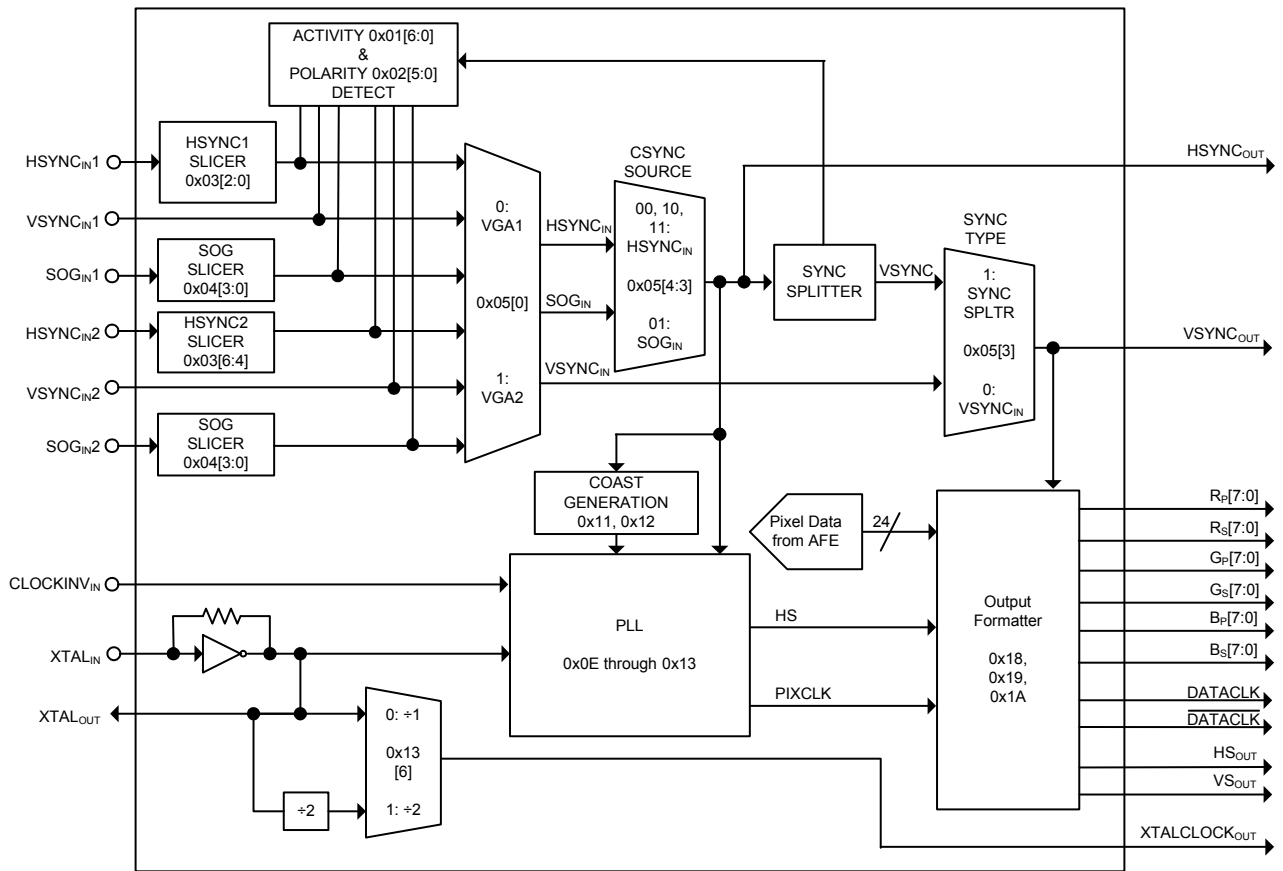 ACTIVITY 0x01[6:0]
&
POLARITY 0x02[5:0]
DETECT
HSYNCIN1
HSYNC1
SLICER
0x03[2:0]
VSYNCIN1
SOGIN1
SOG
SLICER
0x04[3:0]
HSYNCIN2
HSYNC2
SLICER
0x03[6:4]
VSYNCIN2
SOGIN2
SOG
SLICER
0x04[3:0]
0:
VGA1
0x05[0]
1:
VGA2
HSYNCIN
SOGIN
VSYNCIN
CSYNC
SOURCE
00, 10,
11:
HSYNCIN
0x05[4:3]
01:
SOGIN
SYNC
SPLITTER
VSYNC
SYNC
TYPE
1:
SYNC
SPLTR
0x05[3]
0:
VSYNCIN
HSYNCOUT
VSYNCOUT
COAST
GENERATION
0x11, 0x12
Pixel Data
from AFE
24
CLOCKINVIN
XTALIN
XTALOUT
PLL
0x0E through 0x13
HS
PIXCLK
0: ÷1
0x13
[6]
1: ÷2
÷2
Output
Formatter
0x18,
0x19,
0x1A
RP[7:0]
RS[7:0]
GP[7:0]
GS[7:0]
BP[7:0]
BS[7:0]
DATACLK
DATACLK
HSOUT
VSOUT
XTALCLOCKOUT